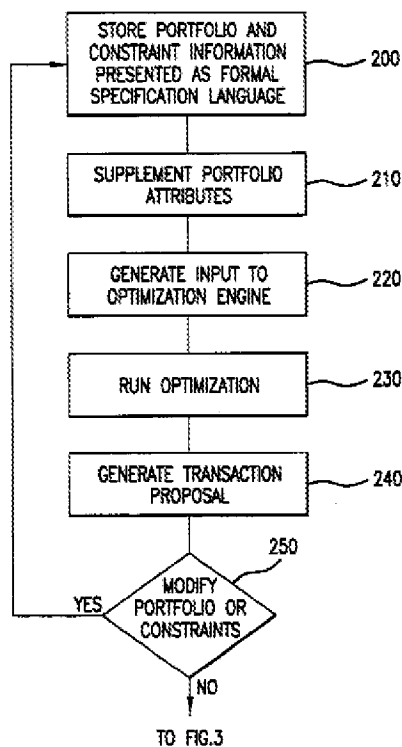 STORE PORTFOLIO AND
CONSTRAINT INFORMATION
PRESENTED AS FORMAL
SPECIFICATION LANGUAGE
200
SUPPLEMENT PORTFOLIO
ATTRIBUTES
210
GENERATE INPUT TO
OPTIMIZATION ENGINE
220
RUN OPTIMIZATION
230
GENERATE TRANSACTION
PROPOSAL
240
250
MODIFY
PORTFOLIO OR
CONSTRAINTS
YES
NO
TO FIG.3